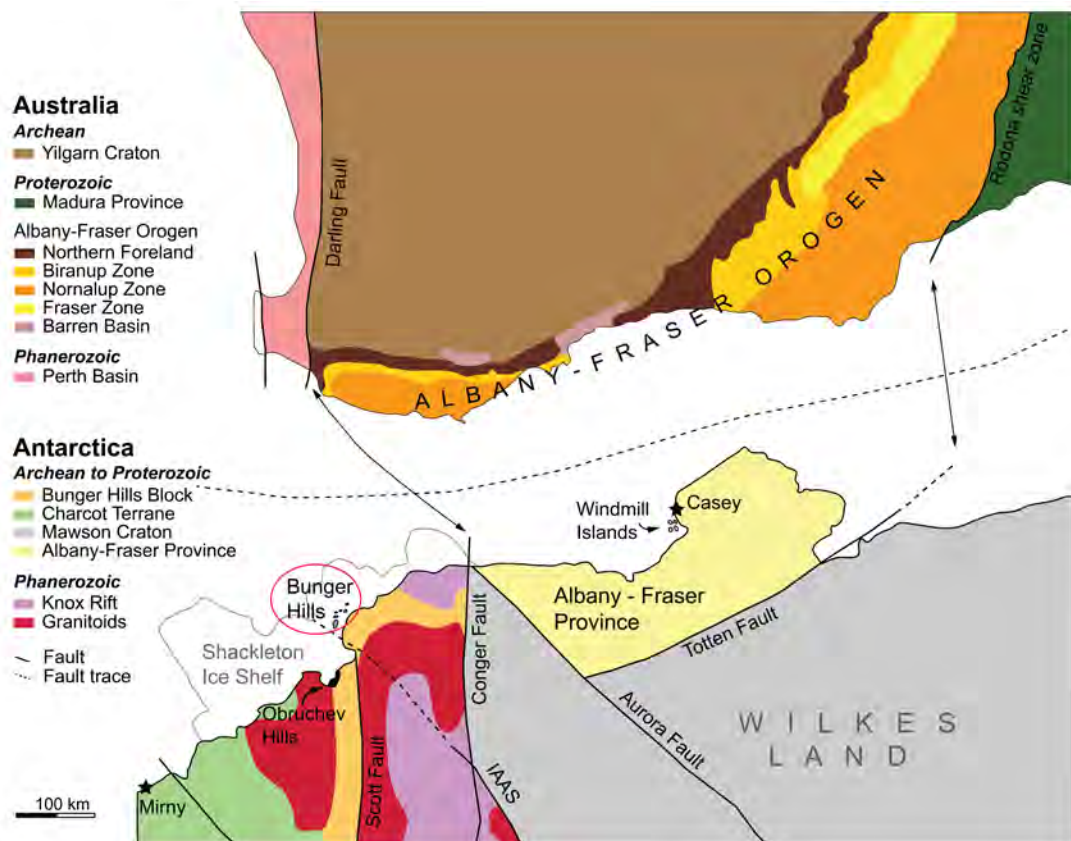 Australia
Archean
Yilgarn Craton
Proterozoic
Madura Province
Albany-Fraser Orogen
Northern Foreland
Biranup Zone
Nornalup Zone
Fraser Zone
Barren Basin
Phanerozoic
Perth Basin
Darling Fault
Rodona shear zone
ALBANY-FRASER OROGEN
Antarctica
Archean to Proterozoic
Bunger Hills Block
Charcot Terrane
Mawson Craton
Albany-Fraser Province
Phanerozoic
Knox Rift
Granitoids
Fault
Fault trace
100 km
Windmill
Islands
Casey
Bunger
Hills
Shackleton
Ice Shelf
Obruchev
Hills
Mirny
Scott Fault
Conger Fault
IAAS
Albany - Fraser
Province
Totten Fault
Aurora Fault
WILKES
LAND